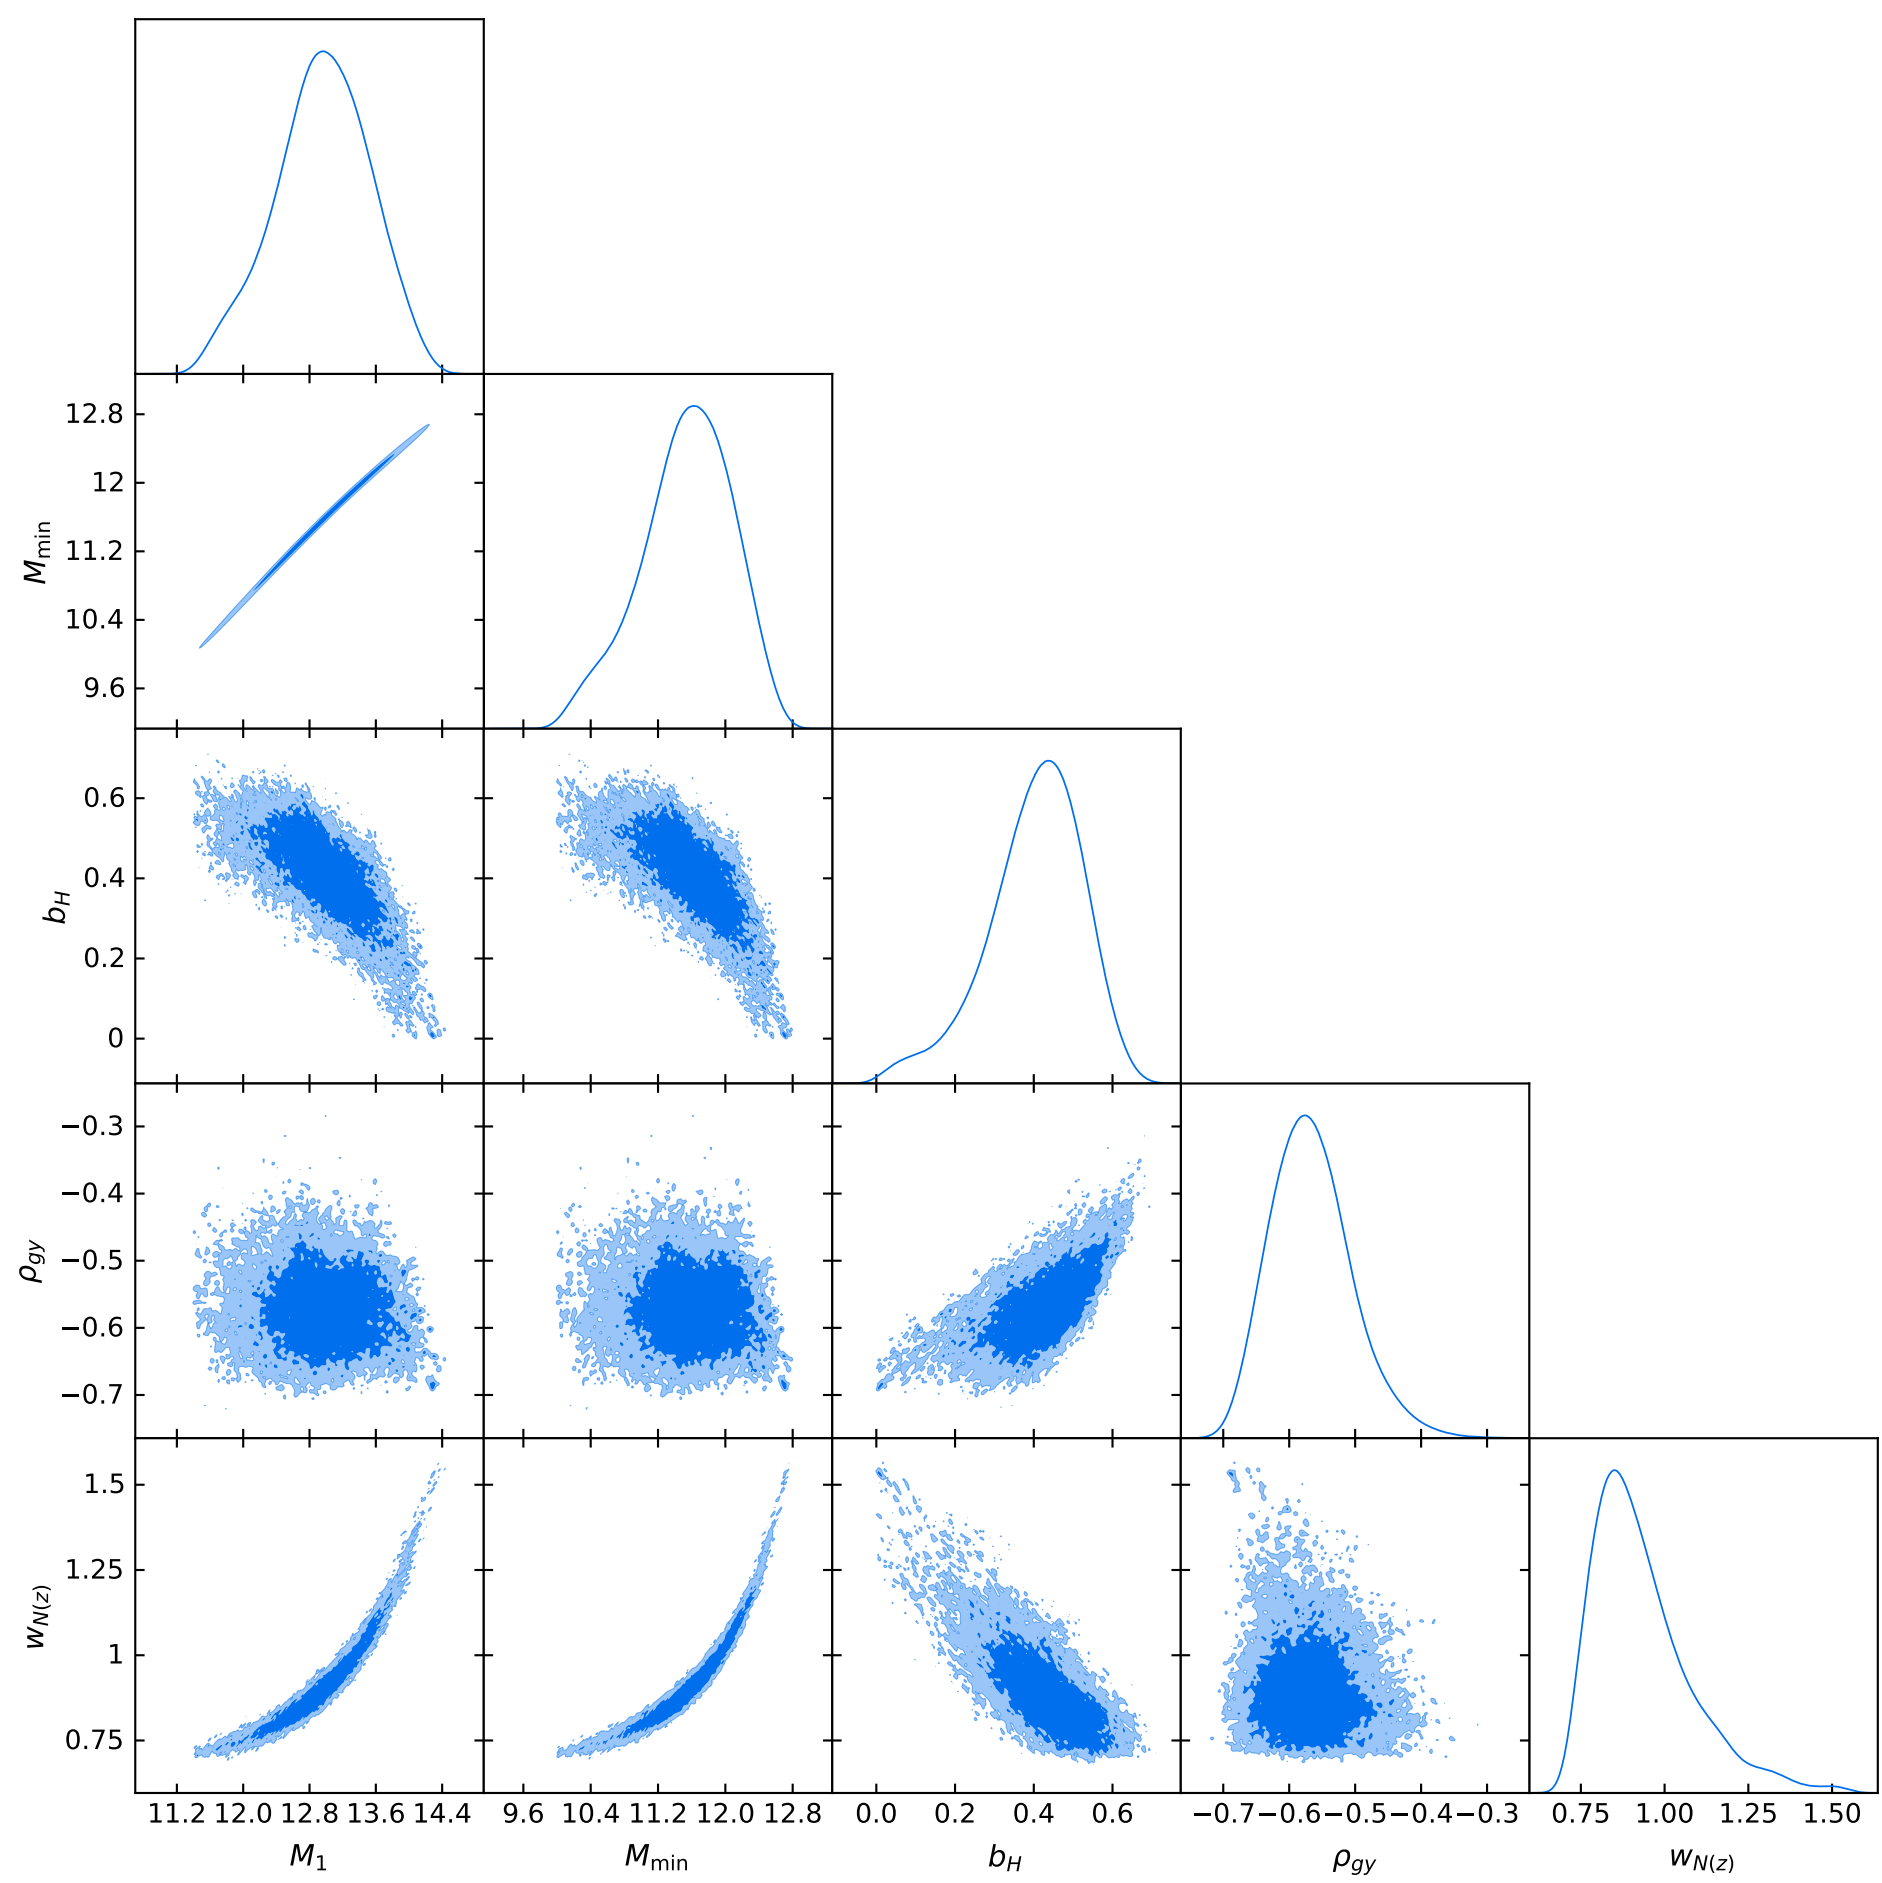 12.8
12
11.2
10.4
9.6
M_min
0.6
0.4
0.2
0
b_H
−0.3
−0.4
−0.5
−0.6
−0.7
ρ_gy
1.5
1.25
1
0.75
w_N(z)
11.2 12.0 12.8 13.6 14.4
9.6 10.4 11.2 12.0 12.8
0.0 0.2 0.4 0.6
−0.7 −0.6 −0.5 −0.4 −0.3
0.75 1.00 1.25 1.50
M_1
M_min
b_H
ρ_gy
w_N(z)